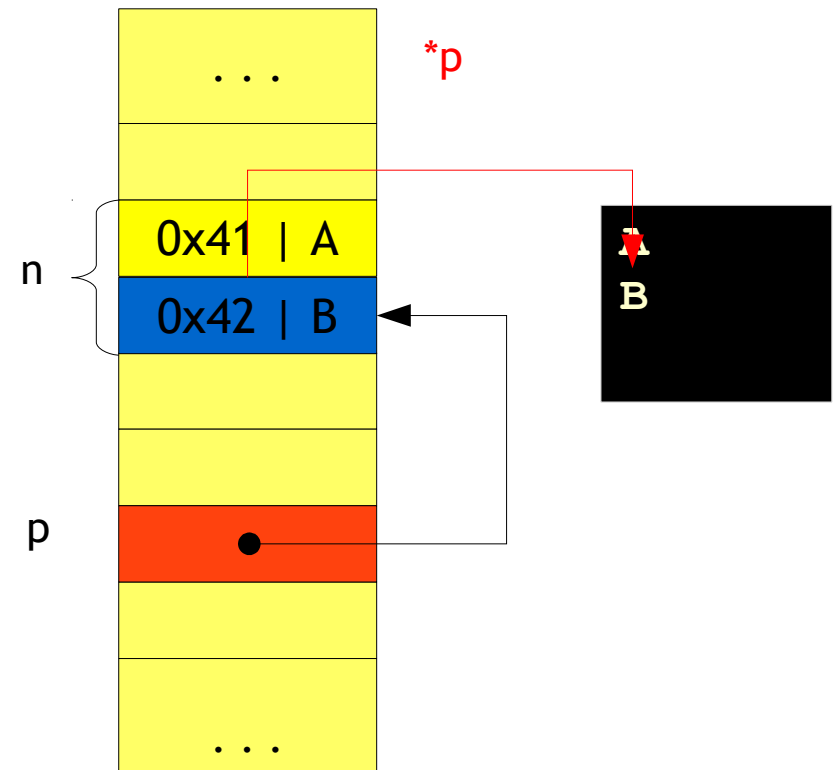 . . .
*p
0x41 | A
n
0x42 | B
A
B
p
. . .